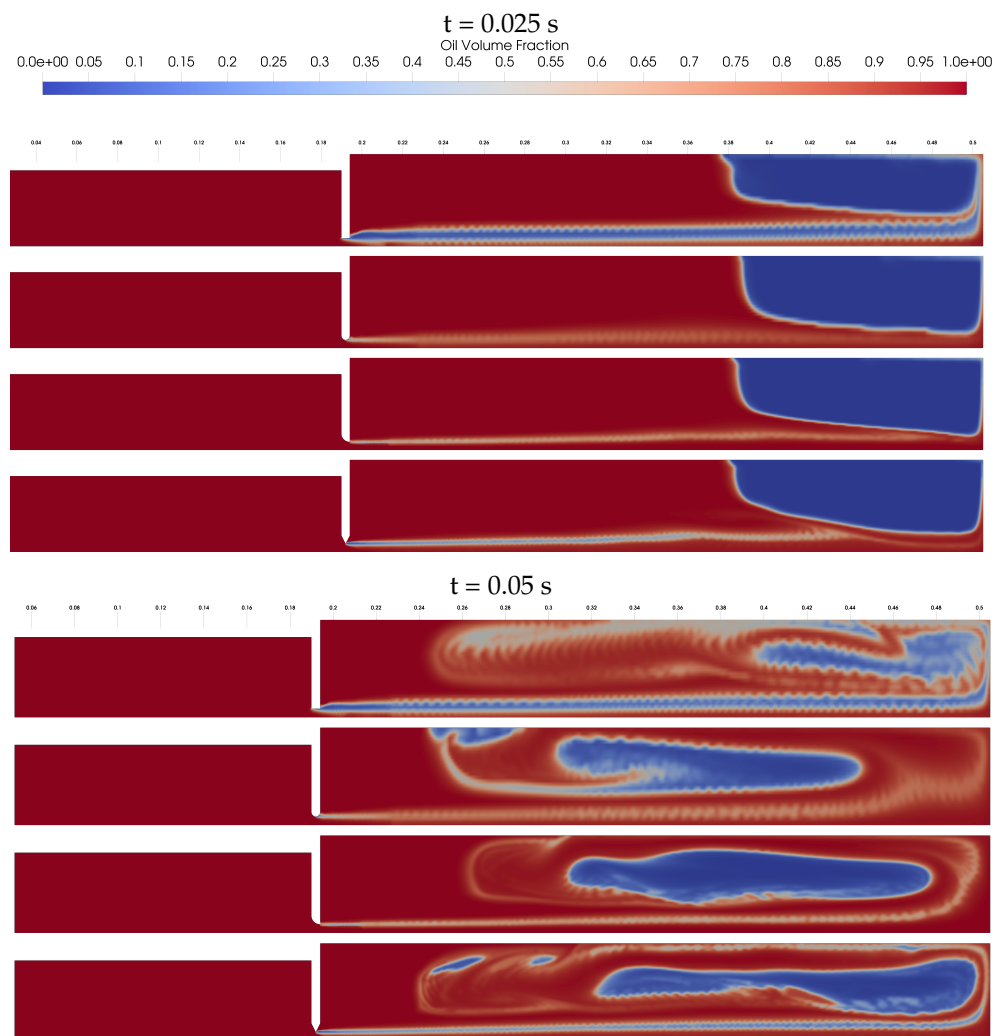 t = 0.025 s
Oil Volume Fraction
0.0e+00 0.05 0.1 0.15 0.2 0.25 0.3 0.35 0.4 0.45 0.5 0.55 0.6 0.65 0.7 0.75 0.8 0.85 0.9 0.95 1.0e+00
0.04 0.06 0.08 0.1 0.12 0.14 0.16 0.18 0.2 0.22 0.24 0.26 0.28 0.3 0.32 0.34 0.36 0.38 0.4 0.42 0.44 0.46 0.48 0.5
t = 0.05 s
0.06 0.08 0.1 0.12 0.14 0.16 0.18 0.2 0.22 0.24 0.26 0.28 0.3 0.32 0.34 0.36 0.38 0.4 0.42 0.44 0.46 0.48 0.5